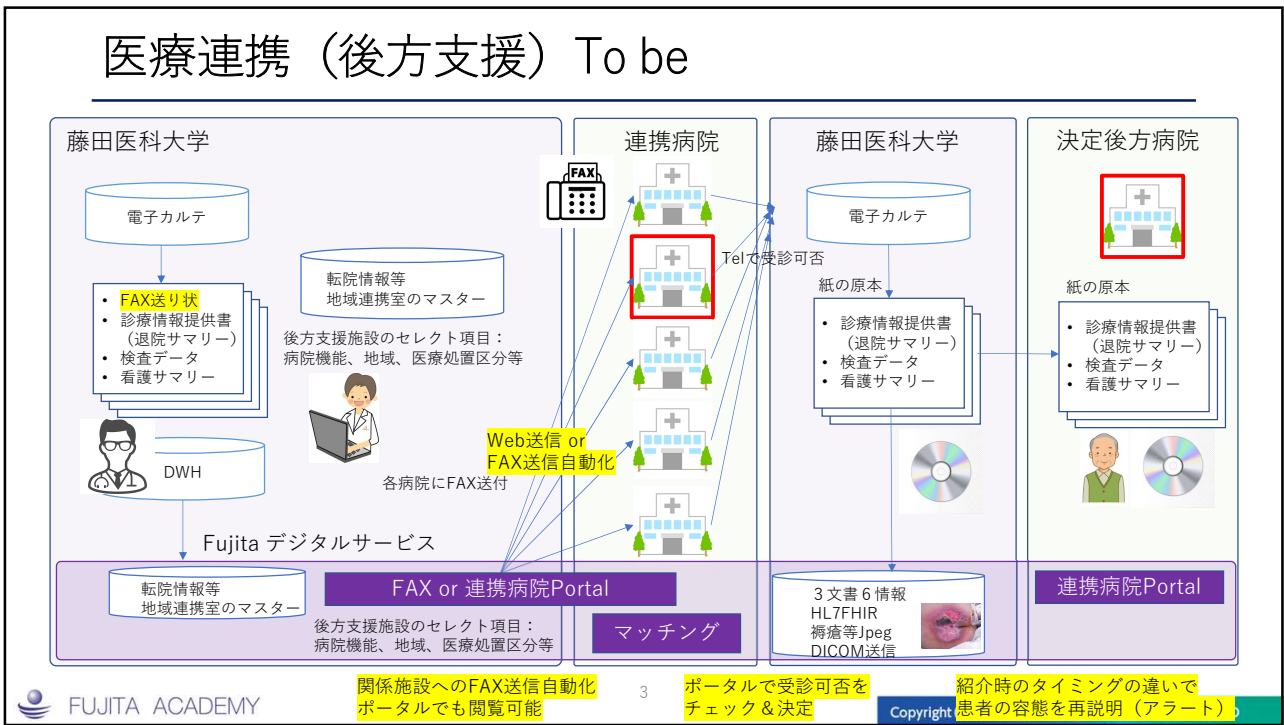 医療連携（後方支援）To be
藤田医科大学
電子カルテ
• FAX送り状
• 診療情報提供書
（退院サマリー）
• 検査データ
• 看護サマリー
DWH
転院情報等
地域連携室のマスター
後方支援施設のセレクト項目：
病院機能、地域、医療処置区分等
各病院にFAX送付
FAX
連携病院
Web送信 or
FAX送信自動化
Telで受診可否
藤田医科大学
電子カルテ
紙の原本
• 診療情報提供書
（退院サマリー）
• 検査データ
• 看護サマリー
決定後方病院
紙の原本
• 診療情報提供書
（退院サマリー）
• 検査データ
• 看護サマリー
Fujita デジタルサービス
転院情報等
地域連携室のマスター
FAX or 連携病院Portal
後方支援施設のセレクト項目：
病院機能、地域、医療処置区分等
マッチング
３文書６情報
HL7FHIR
褥瘡等Jpeg
DICOM送信
連携病院Portal
関係施設へのFAX送信自動化
ポータルでも閲覧可能
3
ポータルで受診可否を
チェック＆決定
紹介時のタイミングの違いで
患者の容態を再説明（アラート）
FUJITA ACADEMY
Copyright